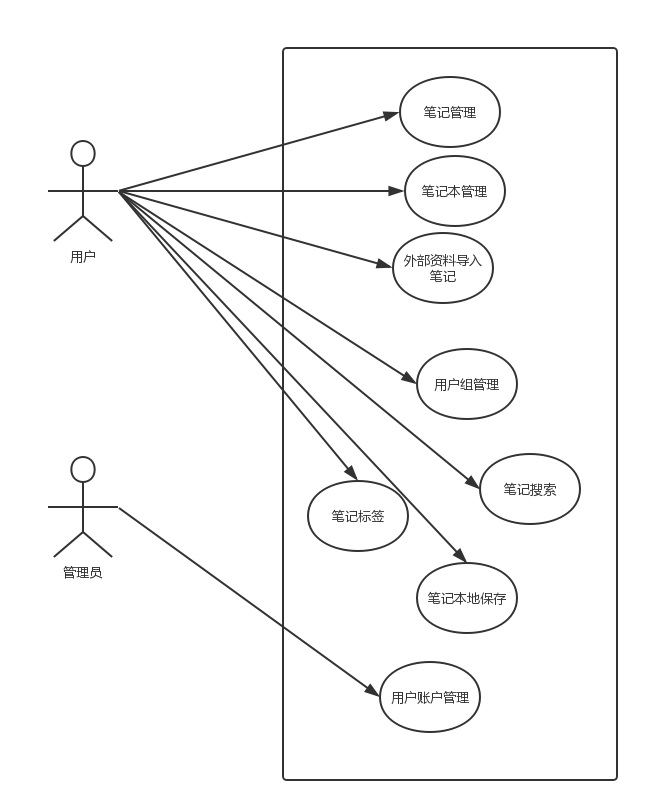 笔记管理
笔记本管理
用户
外部资料导入
笔记
用户组管理
笔记搜索
笔记标签
管理员
笔记本地保存
用户账户管理